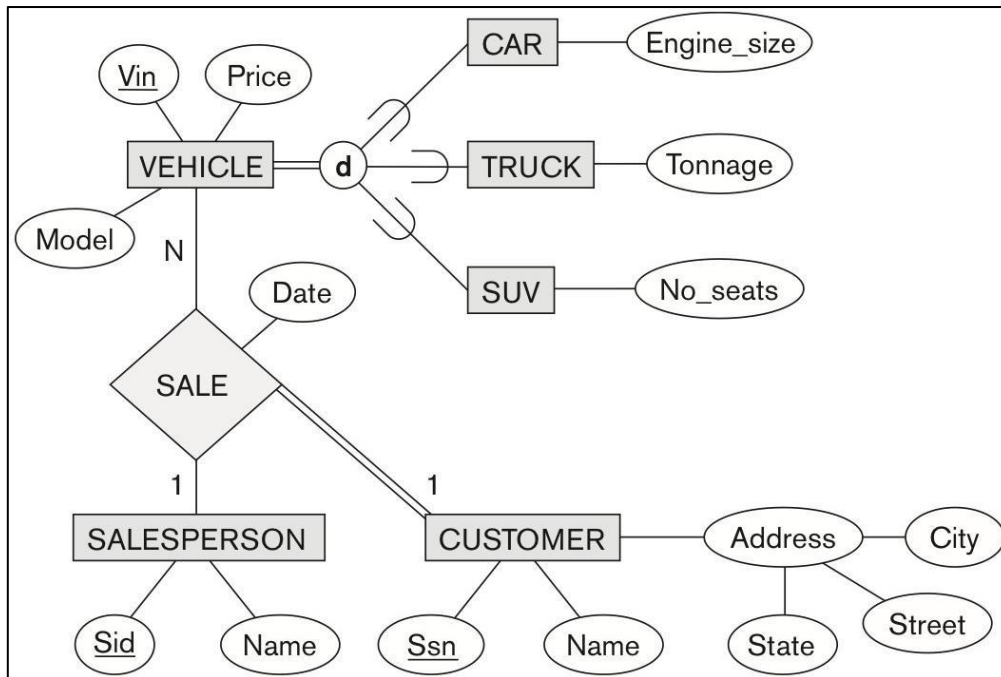 CAR
Engine_size
Vin
Price
VEHICLE
d
TRUCK
Tonnage
Model
N
SUV
No_seats
Date
SALE
1
1
SALESPERSON
CUSTOMER
Address
City
Sid
Name
Ssn
Name
State
Street